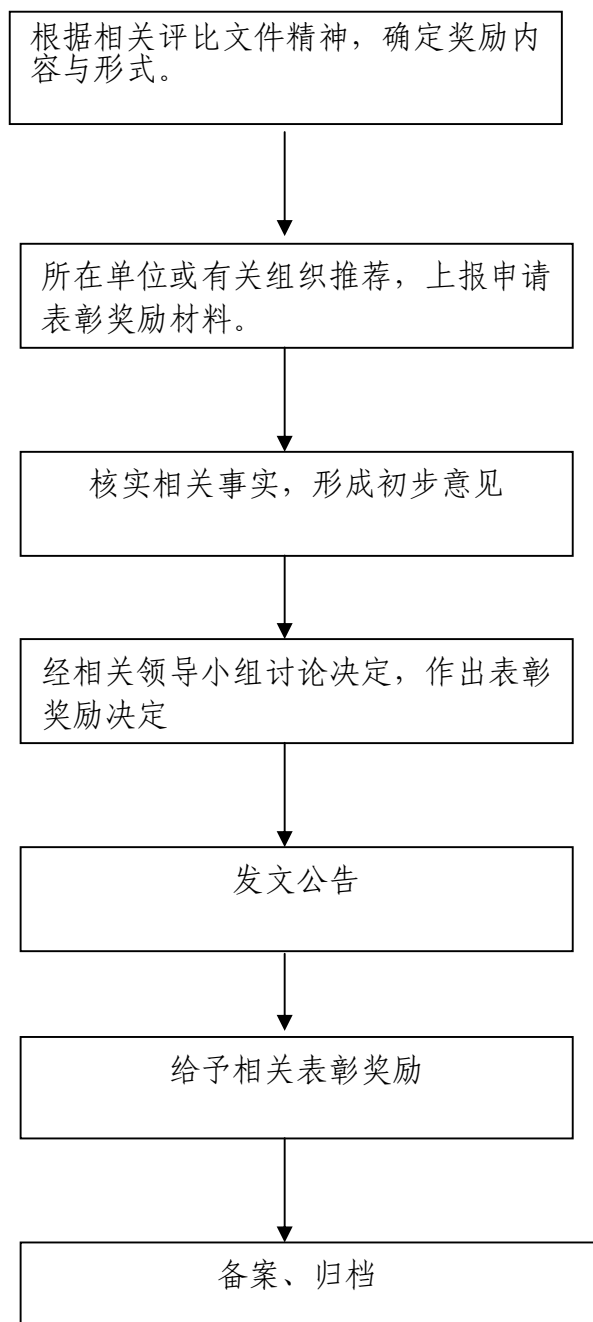 根据相关评比文件精神，确定奖励内
容与形式。
所在单位或有关组织推荐，上报申请
表彰奖励材料。
核实相关事实，形成初步意见
经相关领导小组讨论决定，作出表彰
奖励决定
发文公告
给予相关表彰奖励
备案、归档